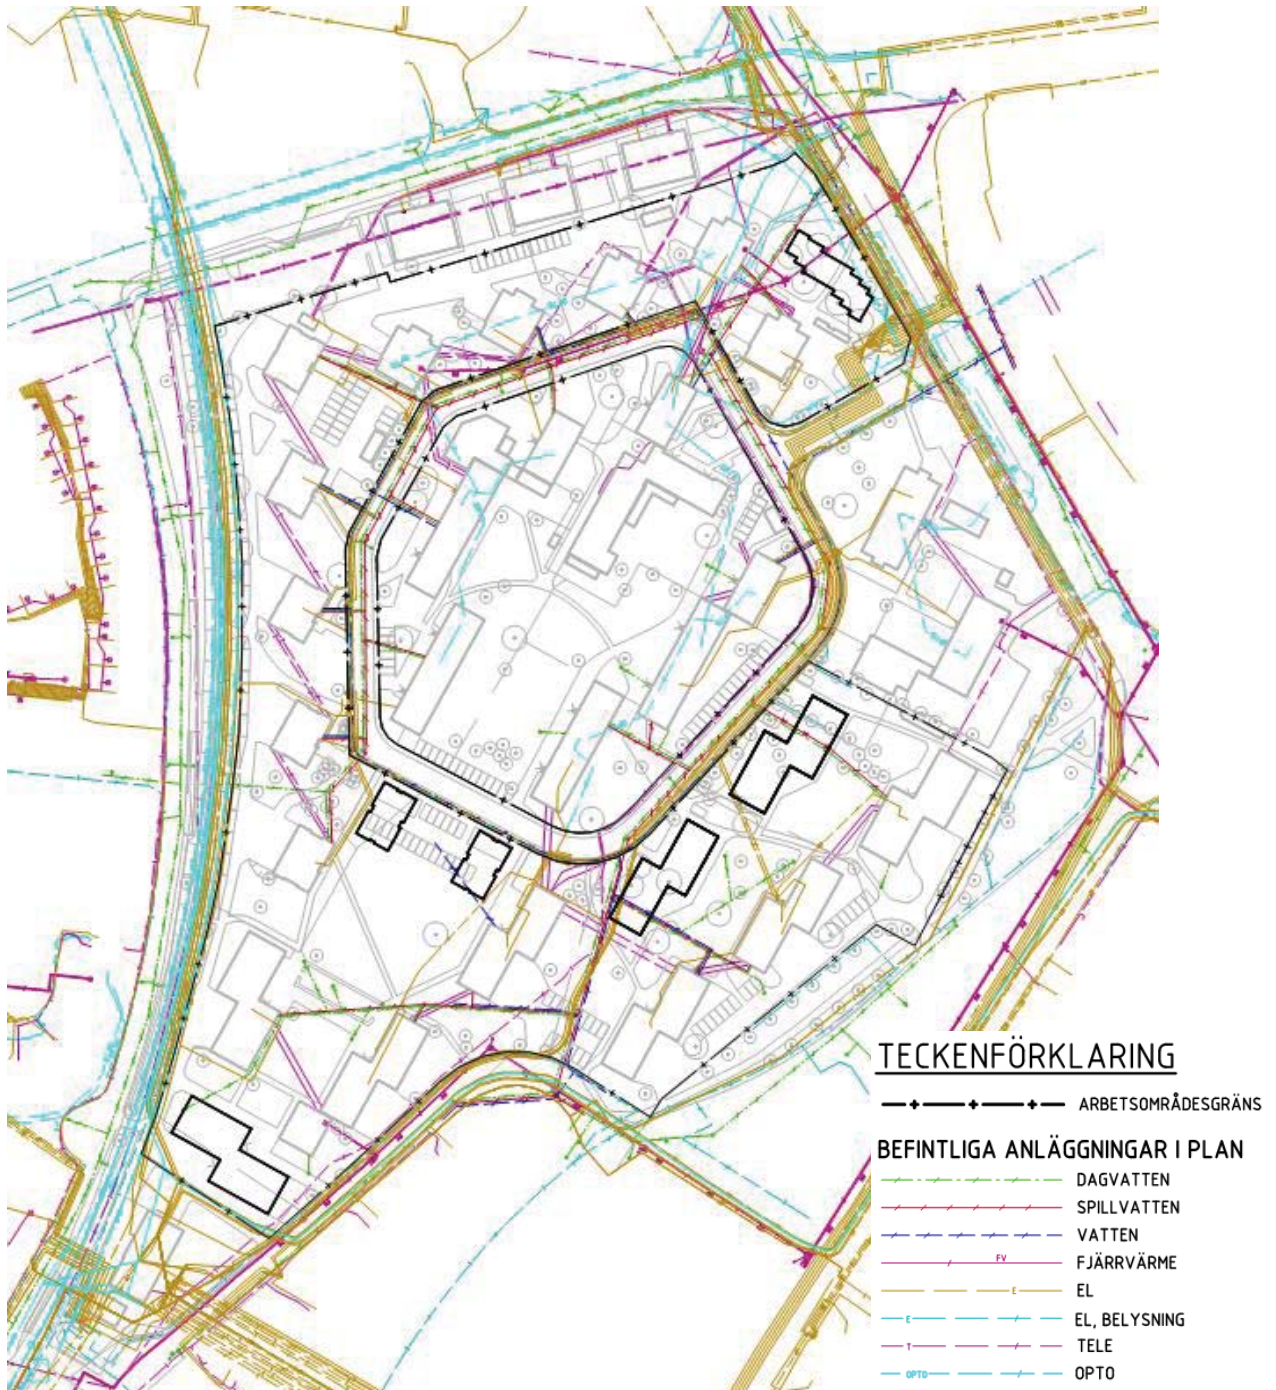 TECKENFÖRKLARING
ARBETSOMRÅDESGRÄNS
BEFINTLIGA ANLÄGGNINGAR I PLAN
DAGVATTEN
SPILLVATTEN
VATTEN
FV FJÄRRVÄRME
E EL
E EL, BELYSNING
T TELE
OPTO OPTO